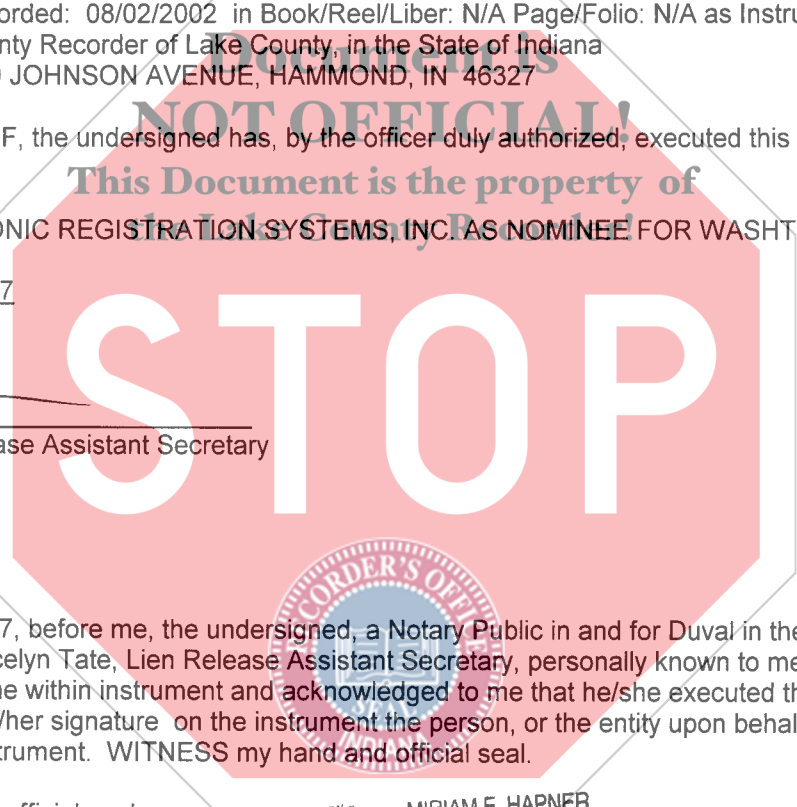 orded: 08/02/2002 in Book/Reel/Liber: N/A Page/Folio: N/A as Instru
nty Recorder of Lake County, in the State of Indiana
JOHNSON AVENUE, HAMMOND, IN 46327
Document is
NOT OFFICIAL!
F, the undersigned has, by the officer duly authorized, executed this
This Document is the property of
the Lake County Recorder!
ONIC REGISTRATION SYSTEMS, INC. AS NOMINEE FOR WASHT
7
STOP
ase Assistant Secretary
RECORDER'S OFFICE
SEAL
INDIANA
7, before me, the undersigned, a Notary Public in and for Duval in the
celyn Tate, Lien Release Assistant Secretary, personally known to me
ne within instrument and acknowledged to me that he/she executed th
/her signature on the instrument the person, or the entity upon behal
trument. WITNESS my hand and official seal.
MIRIAM E. HAPNER